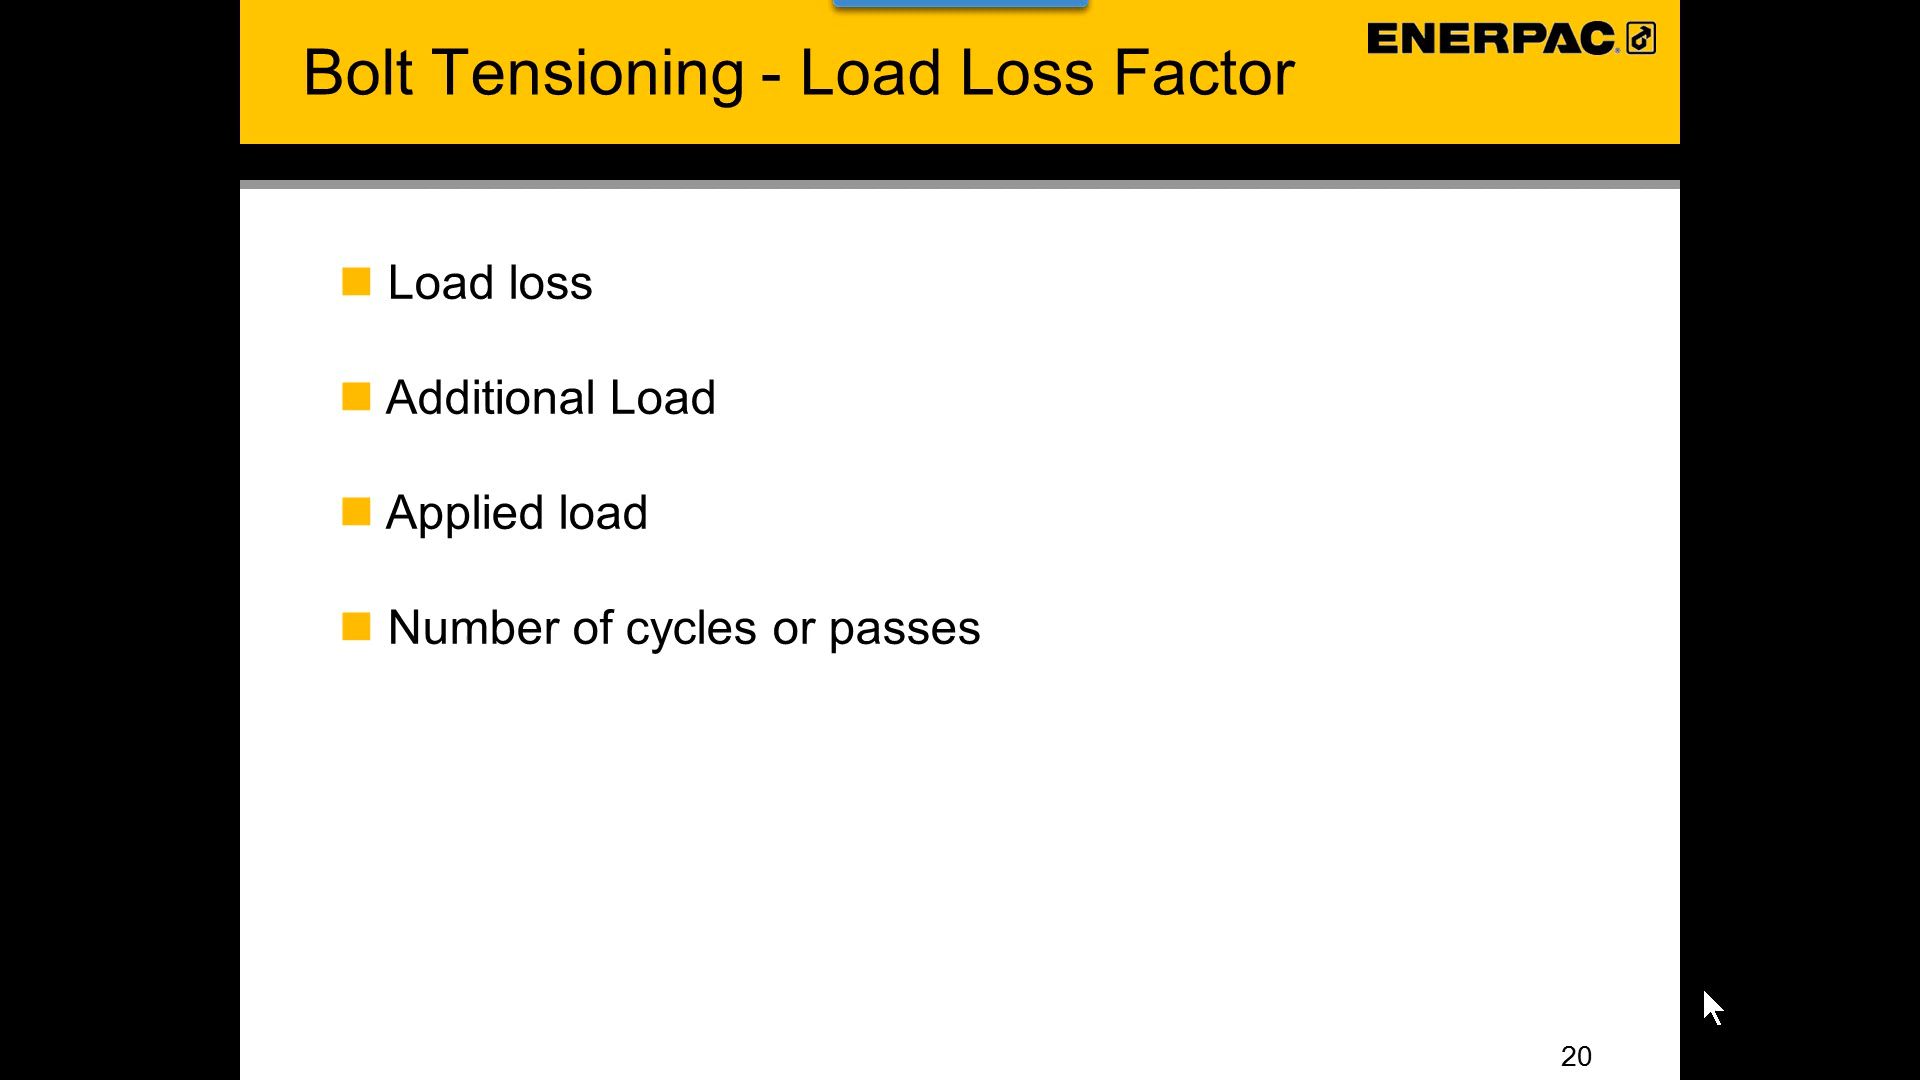 Bolt Tensioning - Load Loss Factor
ENERPAC
Load loss
Additional Load
Applied load
Number of cycles or passes
20